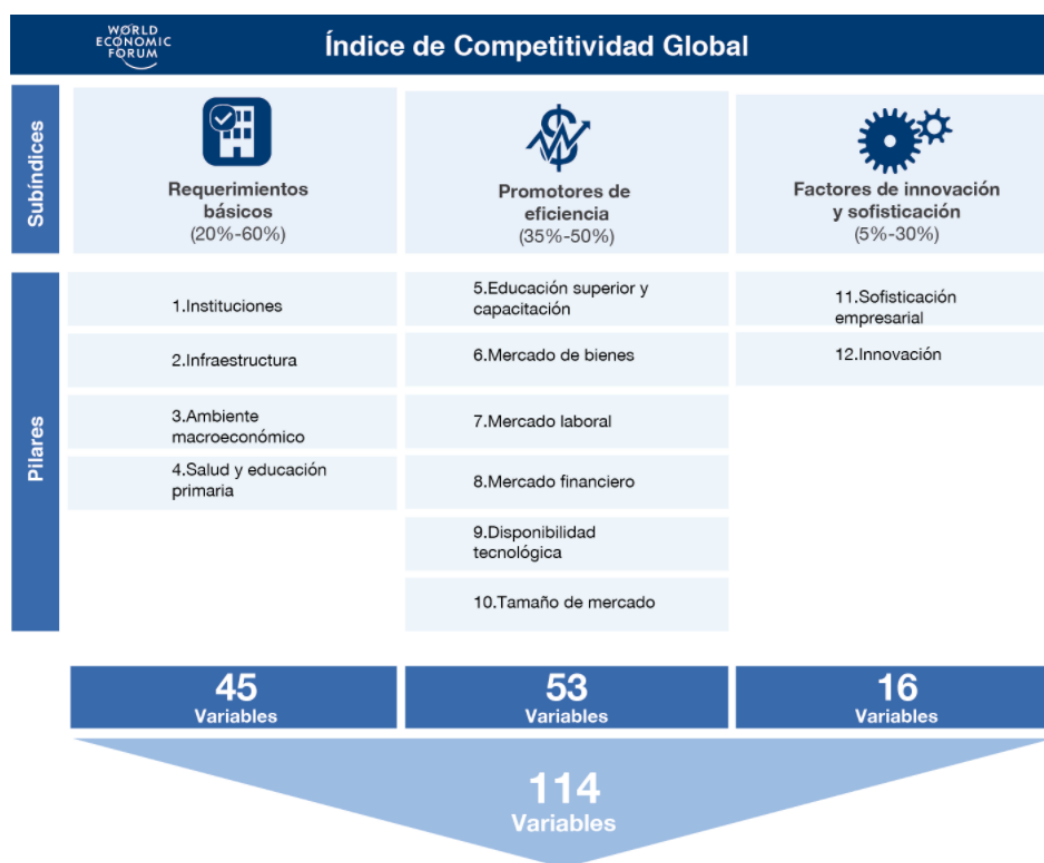 WORLD
ECONOMIC
FORUM
Índice de Competitividad Global
Subíndices
Requerimientos
básicos
(20%-60%)
Promotores de
eficiencia
(35%-50%)
Factores de innovación
y sofisticación
(5%-30%)
Pilares
1.Instituciones
2.Infraestructura
3.Ambiente
macroeconómico
4.Salud y educación
primaria
5.Educación superior y
capacitación
6.Mercado de bienes
7.Mercado laboral
8.Mercado financiero
9.Disponibilidad
tecnológica
10.Tamaño de mercado
11.Sofisticación
empresarial
12.Innovación
45
Variables
53
Variables
16
Variables
114
Variables